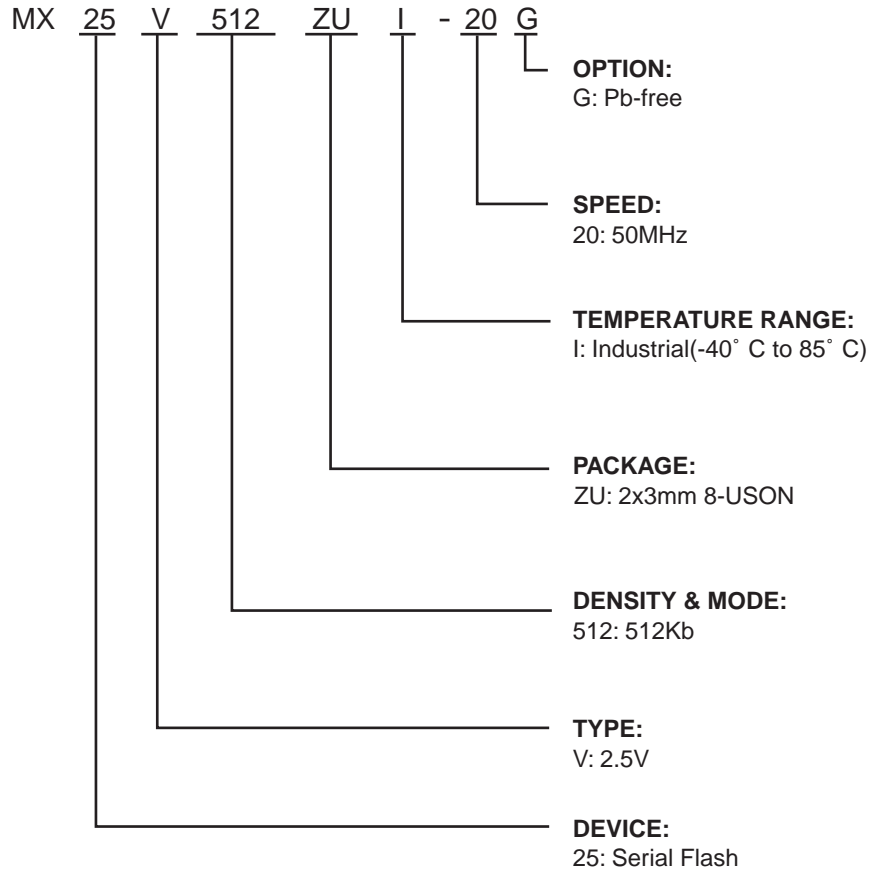 MX 25 V 512 ZU I - 20 G
OPTION:
G: Pb-free
SPEED:
20: 50MHz
TEMPERATURE RANGE:
I: Industrial(-40˚ C to 85˚ C)
PACKAGE:
ZU: 2x3mm 8-USON
DENSITY & MODE:
512: 512Kb
TYPE:
V: 2.5V
DEVICE:
25: Serial Flash